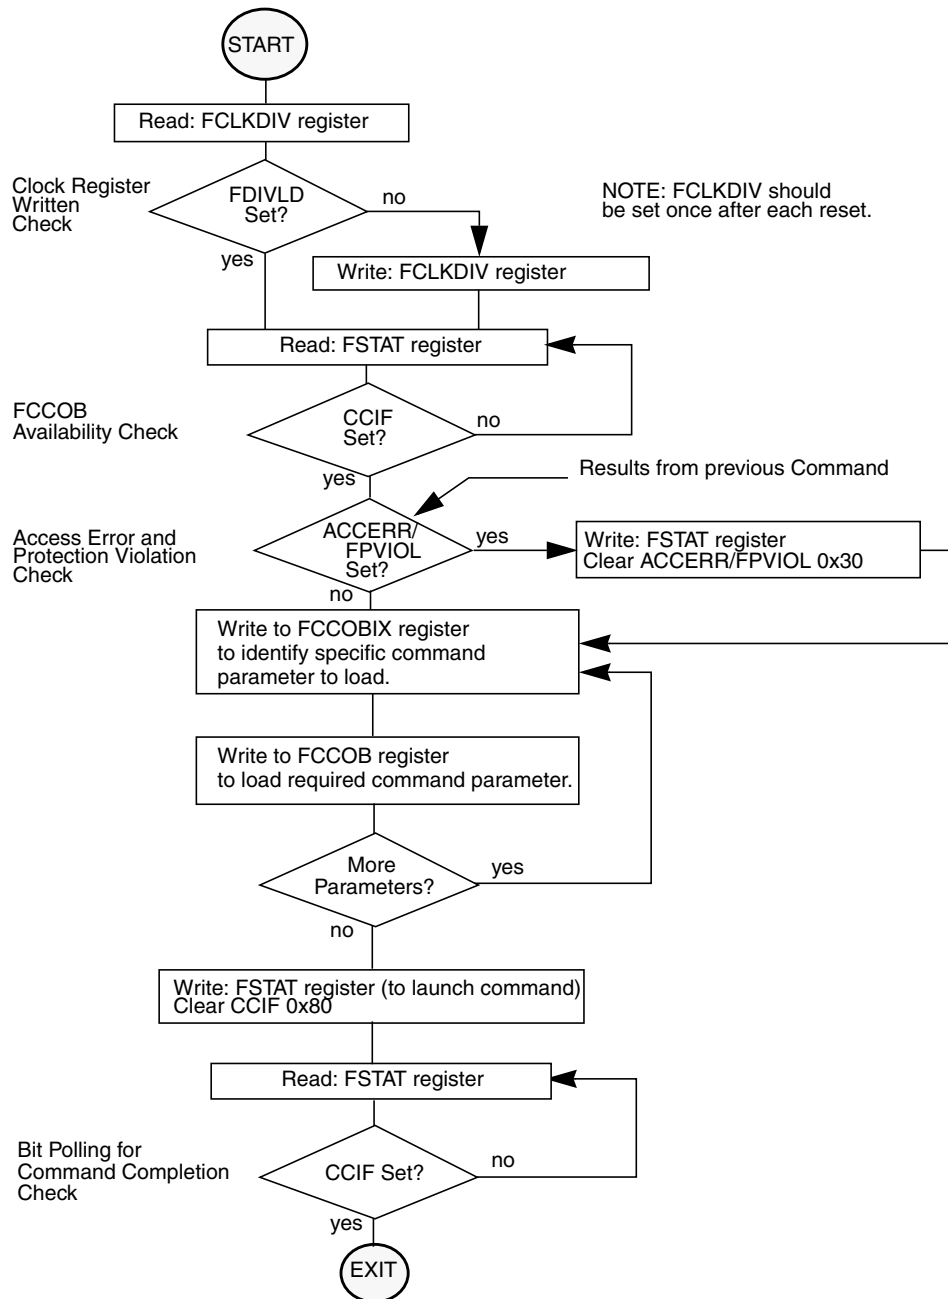 START
Read: FCLKDIV register
Clock Register
Written
Check
FDIVLD
Set?
no
NOTE: FCLKDIV should
be set once after each reset.
yes
Write: FCLKDIV register
Read: FSTAT register
FCCOB
Availability Check
CCIF
Set?
no
yes
Results from previous Command
Access Error and
Protection Violation
Check
ACCERR/
FPVIOL
Set?
yes
Write: FSTAT register
Clear ACCERR/FPVIOL 0x30
no
Write to FCCOBIX register
to identify specific command
parameter to load.
Write to FCCOB register
to load required command parameter.
More
Parameters?
yes
no
Write: FSTAT register (to launch command)
Clear CCIF 0x80
Read: FSTAT register
Bit Polling for
Command Completion
Check
CCIF Set?
no
yes
EXIT